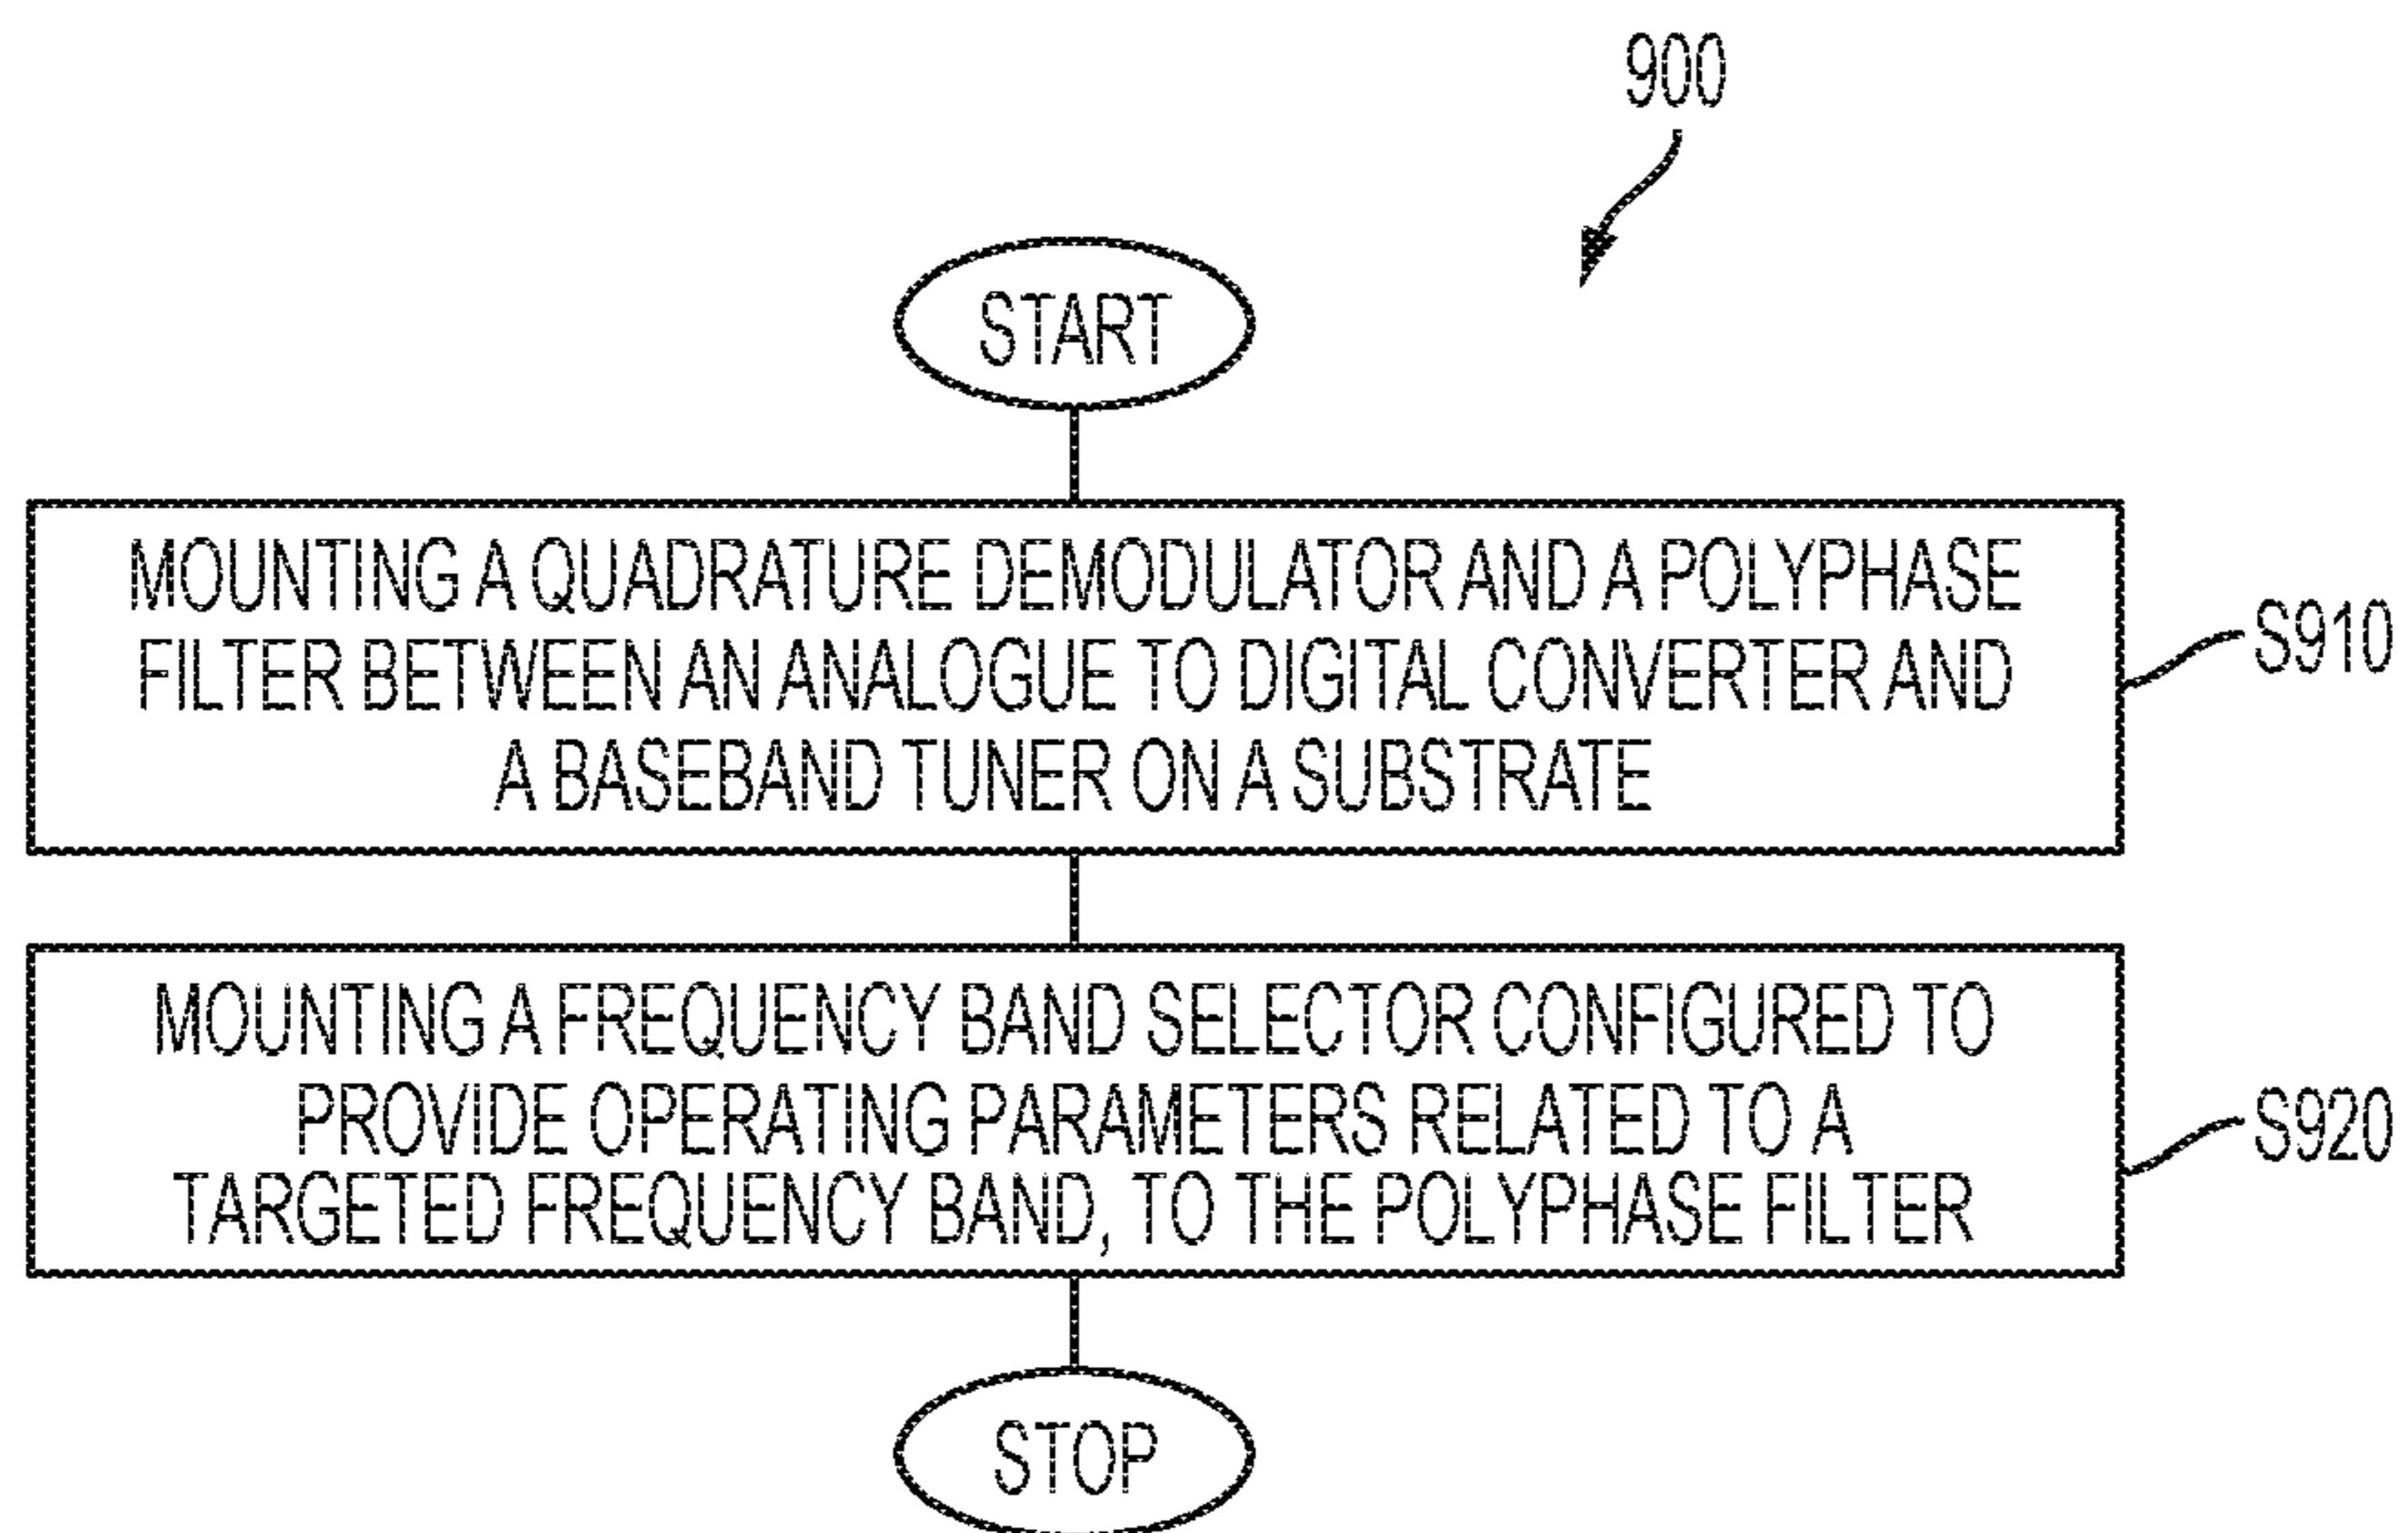 900
START
MOUNTING A QUADRATURE DEMODULATOR AND A POLYPHASE
FILTER BETWEEN AN ANALOGUE TO DIGITAL CONVERTER AND
A BASEBAND TUNER ON A SUBSTRATE
S910
MOUNTING A FREQUENCY BAND SELECTOR CONFIGURED TO
PROVIDE OPERATING PARAMETERS RELATED TO A
TARGETED FREQUENCY BAND, TO THE POLYPHASE FILTER
S920
STOP